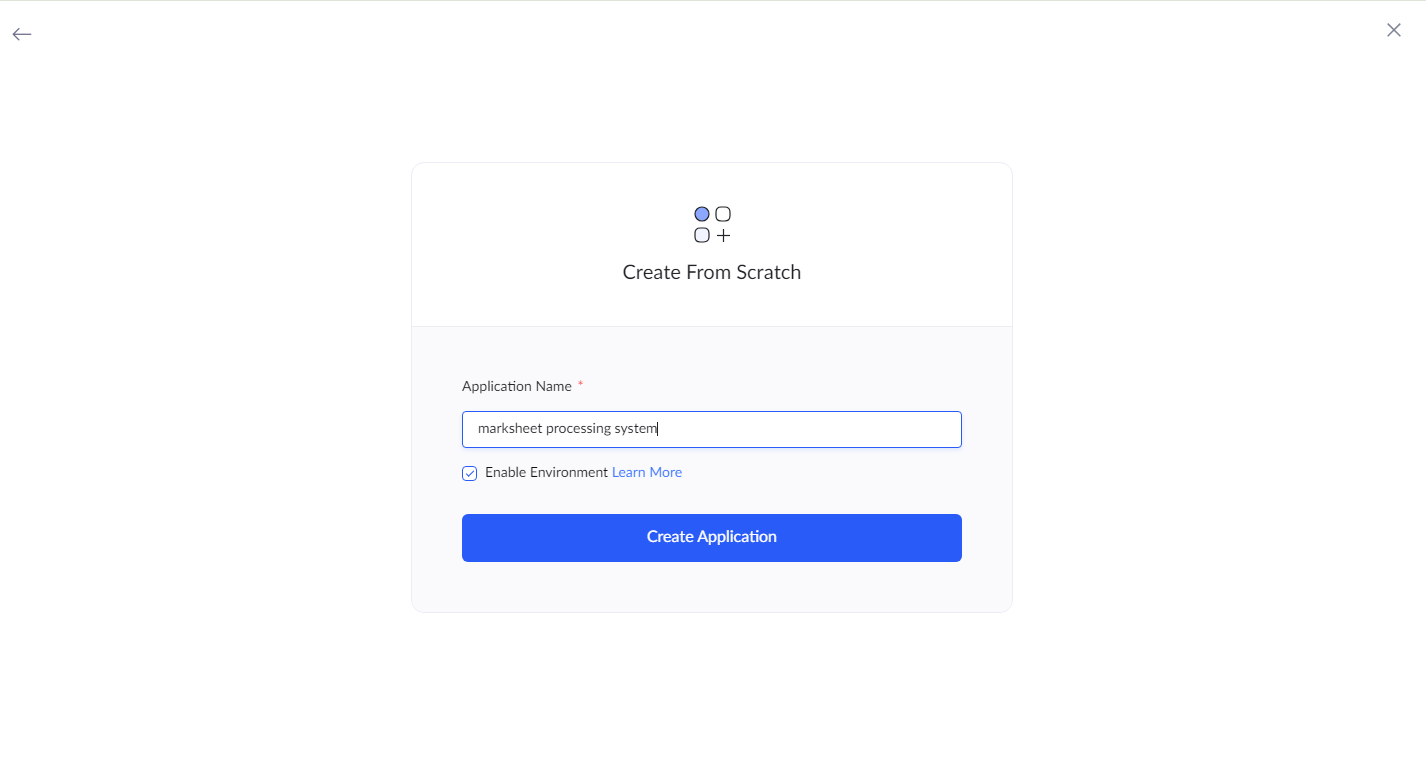 Create From Scratch
Application Name *
marksheet processing system
Enable Environment Learn More
Create Application